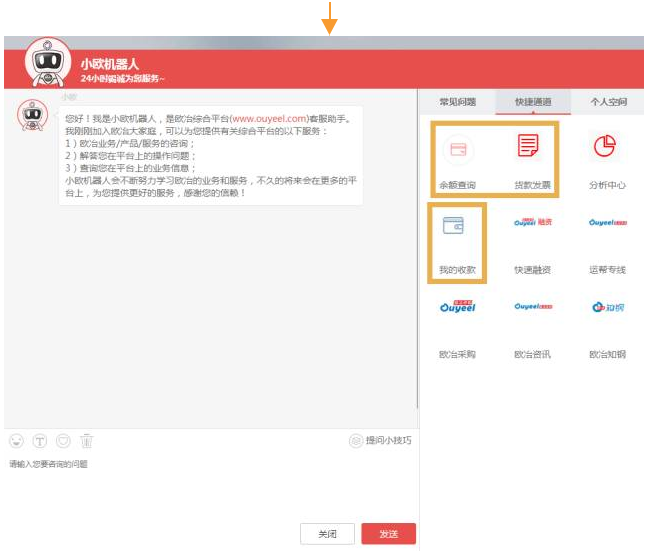 小欧机器人
24小时竭诚为您服务~
小欧
您好！我是小欧机器人，是欧冶综合平台(www.ouyeel.com)客服助手。
我刚刚加入欧冶大家庭，可以为您提供有关综合平台的以下服务：
1）欧冶业务/产品/服务的咨询；
2）解答您在平台上的操作问题；
3）查询您在平台上的业务信息；
小欧机器人会不断努力学习欧冶的业务和服务，不久的将来会在更多的平
台上，为您提供更好的服务，感谢您的信赖！
常见问题 快捷通道 个人空间
余额查询 货款发票 分析中心
Ouyeel 融资 Ouyeel
我的收款 快速融资 运帮专线
Ouyeel Ouyeel 知钢
欧冶采购 欧冶资讯 欧冶知钢
T 提问小技巧
请输入您要咨询的问题
关闭 发送